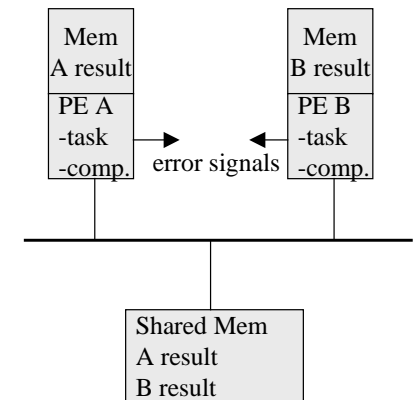 Mem
A result
PE A
-task
-comp.
Mem
B result
PE B
-task
-comp.
error signals
Shared Mem
A result
B result